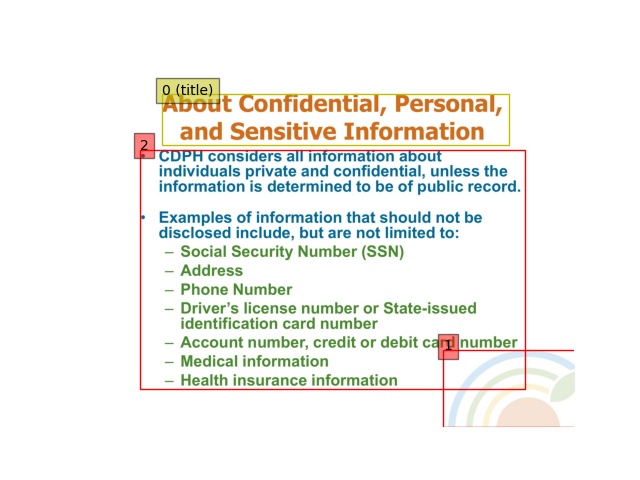 0 (title)
About Confidential, Personal,
and Sensitive Information
2
• CDPH considers all information about
individuals private and confidential, unless the
information is determined to be of public record.
• Examples of information that should not be
disclosed include, but are not limited to:
– Social Security Number (SSN)
– Address
– Phone Number
– Driver’s license number or State-issued
identification card number
– Account number, credit or debit card number
1
– Medical information
– Health insurance information